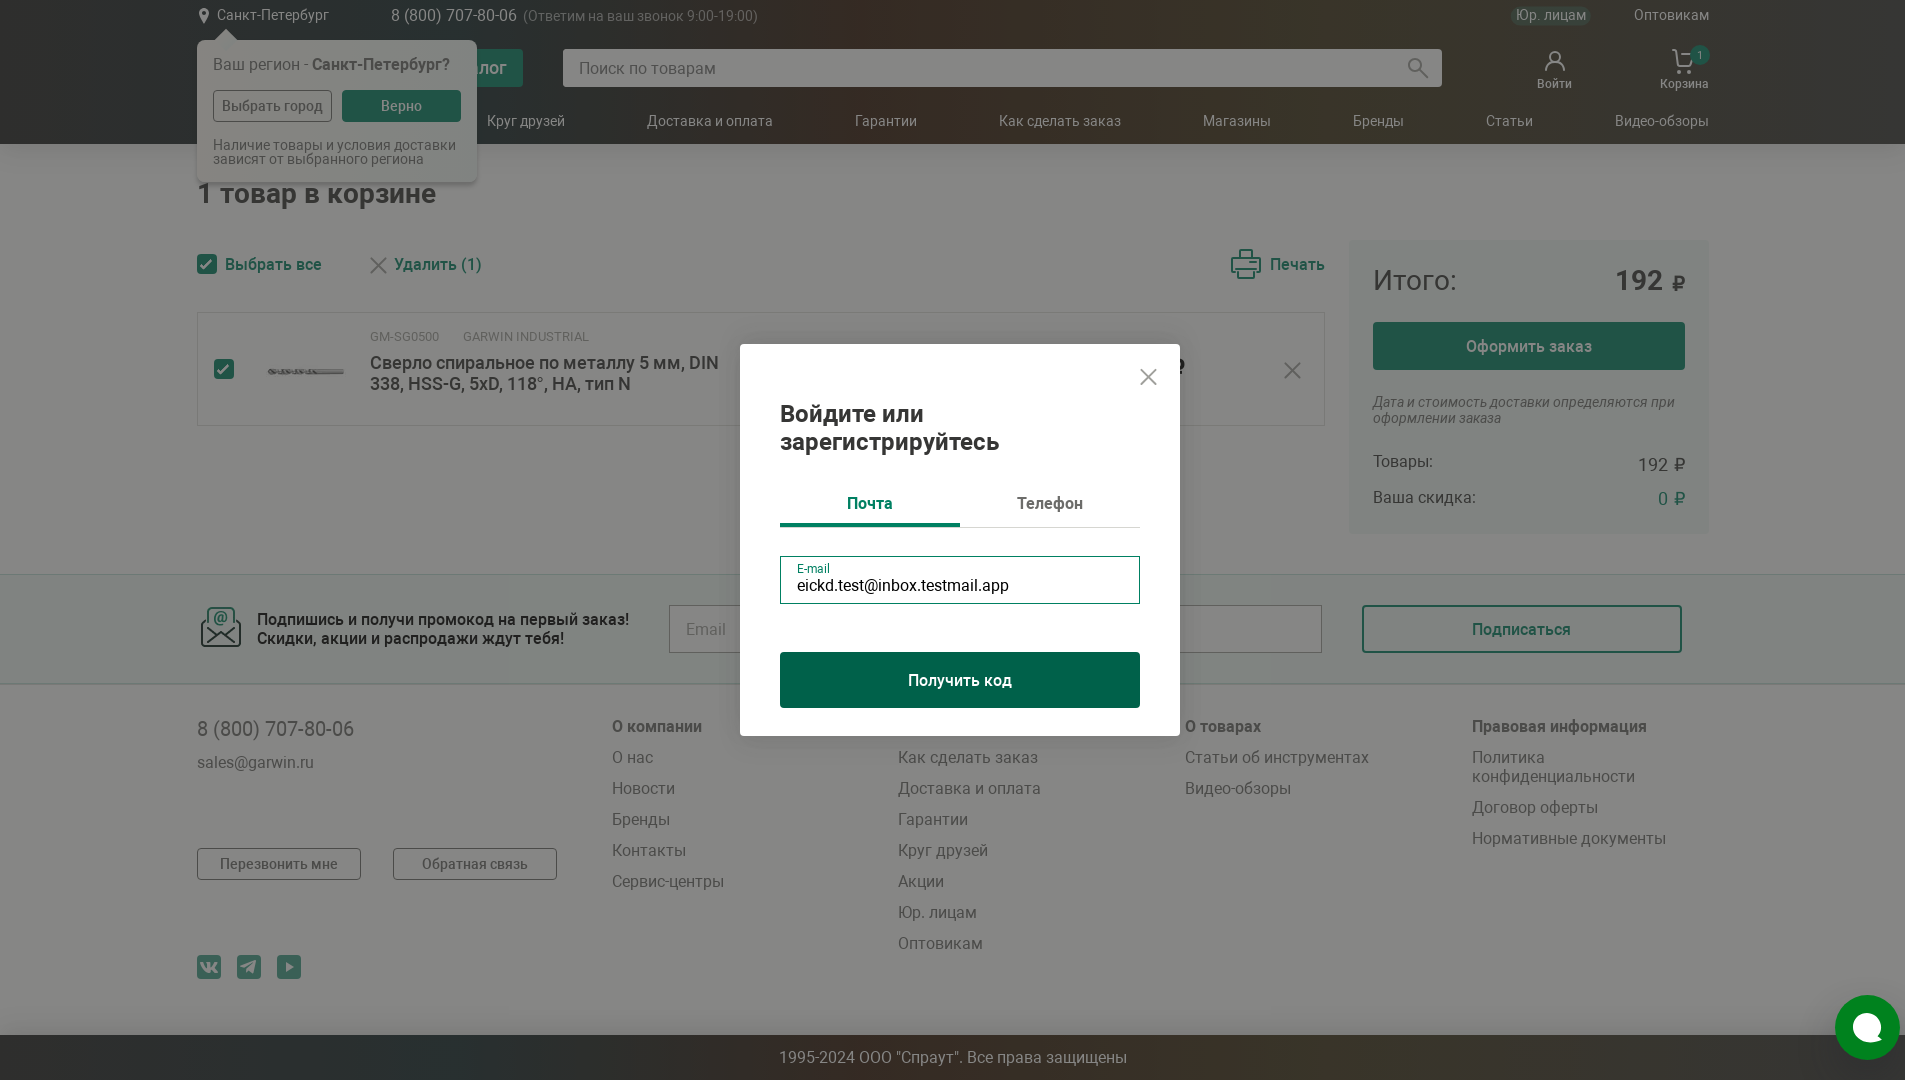 Санкт-Петербург
8 (800) 707-80-06 (Ответим на ваш звонок 9:00-19:00)
Юр. лицам
Оптовикам
Ваш регион - Санкт-Петербург?
Выбрать город
Верно
Наличие товары и условия доставки
зависят от выбранного региона
Поиск по товарам
Войти
1
Корзина
Круг друзей
Доставка и оплата
Гарантии
Как сделать заказ
Магазины
Бренды
Статьи
Видео-обзоры
1 товар в корзине
Выбрать все
Удалить (1)
Печать
GM-SG0500
GARWIN INDUSTRIAL
Сверло спиральное по металлу 5 мм, DIN
338, HSS-G, 5xD, 118°, HA, тип N
Итого:
192 ₽
Оформить заказ
Дата и стоимость доставки определяются при
оформлении заказа
Товары:
192 ₽
Ваша скидка:
0 ₽
Войдите или
зарегистрируйтесь
Почта
Телефон
E-mail
eickd.test@inbox.testmail.app
Получить код
Подпишись и получи промокод на первый заказ!
Скидки, акции и распродажи ждут тебя!
Email
Подписаться
8 (800) 707-80-06
sales@garwin.ru
Перезвонить мне
Обратная связь
О компании
О нас
Новости
Бренды
Контакты
Сервис-центры
Как сделать заказ
Доставка и оплата
Гарантии
Круг друзей
Акции
Юр. лицам
Оптовикам
О товарах
Статьи об инструментах
Видео-обзоры
Правовая информация
Политика
конфиденциальности
Договор оферты
Нормативные документы
1995-2024 ООО "Спраут". Все права защищены